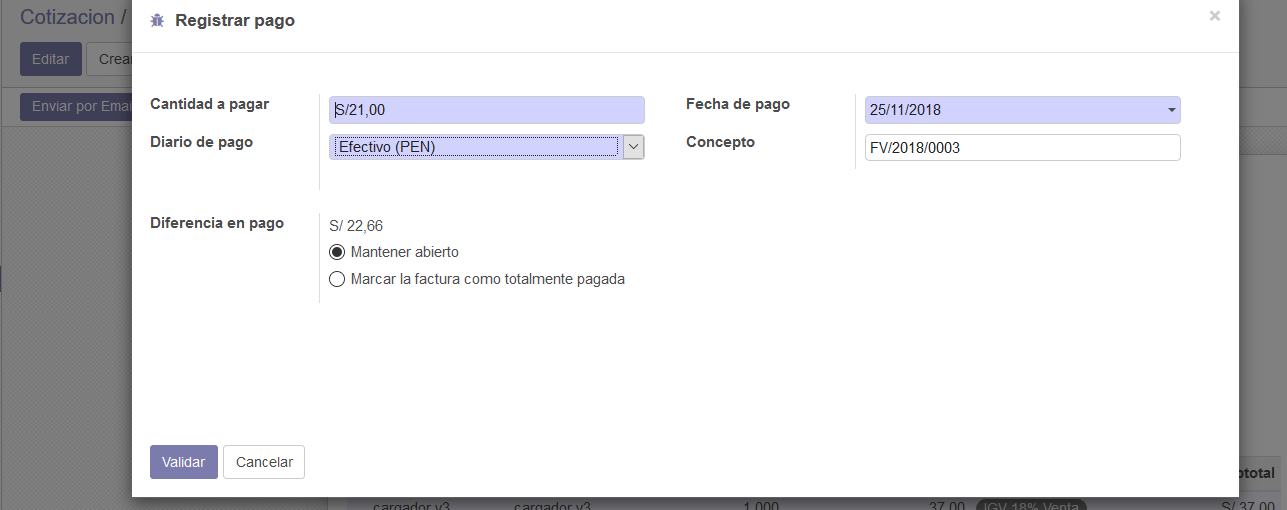 Cotizacion /
Registrar pago
×
Editar
Crear
Enviar por Emai
Cantidad a pagar
S/21,00
Fecha de pago
25/11/2018
Diario de pago
Efectivo (PEN)
Concepto
FV/2018/0003
Diferencia en pago
S/ 22,66
Mantener abierto
Marcar la factura como totalmente pagada
Validar
Cancelar
ototal
cargador v3 cargador v3 1,000 37,00 IGV 18% Venta S/ 37,00